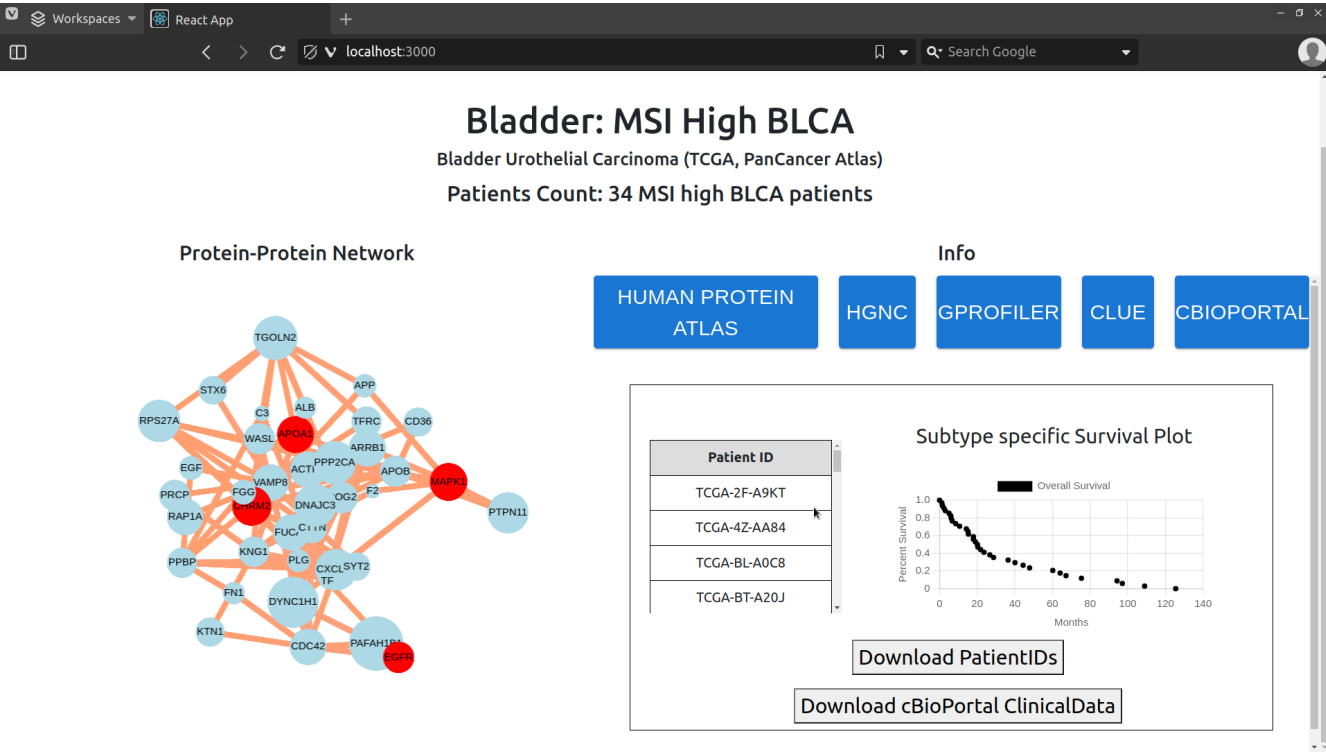 Workspaces
React App
localhost:3000
Search Google
Bladder: MSI High BLCA
Bladder Urothelial Carcinoma (TCGA, PanCancer Atlas)
Patients Count: 34 MSI high BLCA patients
Protein-Protein Network
TGOLN2
STX6
APP
RPS27A
C3
ALB
TFRC
CD36
WASL
APOA1
ARRB1
EGF
PPP2CA
APOB
VAMP8
MAPK1
PRCP
FGG
F2
CHRM2
DNAJC3
OG2
RAP1A
PTPN11
CTTN
KNG1
PPBP
PLG
CXCL
SYT2
TF
FN1
DYNC1H1
KTN1
CDC42
PAFAH1B1
EGFR
Info
HUMAN PROTEIN
ATLAS
HGNC
GPROFILER
CLUE
CBIOPORTAL
Patient ID
TCGA-2F-A9KT
TCGA-4Z-AA84
TCGA-BL-A0C8
TCGA-BT-A20J
Subtype specific Survival Plot
Overall Survival
Percent Survival
1.0
0.8
0.6
0.4
0.2
0
0 20 40 60 80 100 120 140
Months
Download PatientIDs
Download cBioPortal ClinicalData